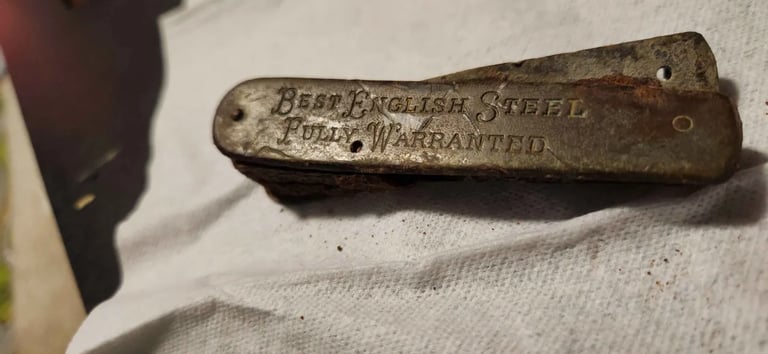 Best English Steel
Fully Warranted